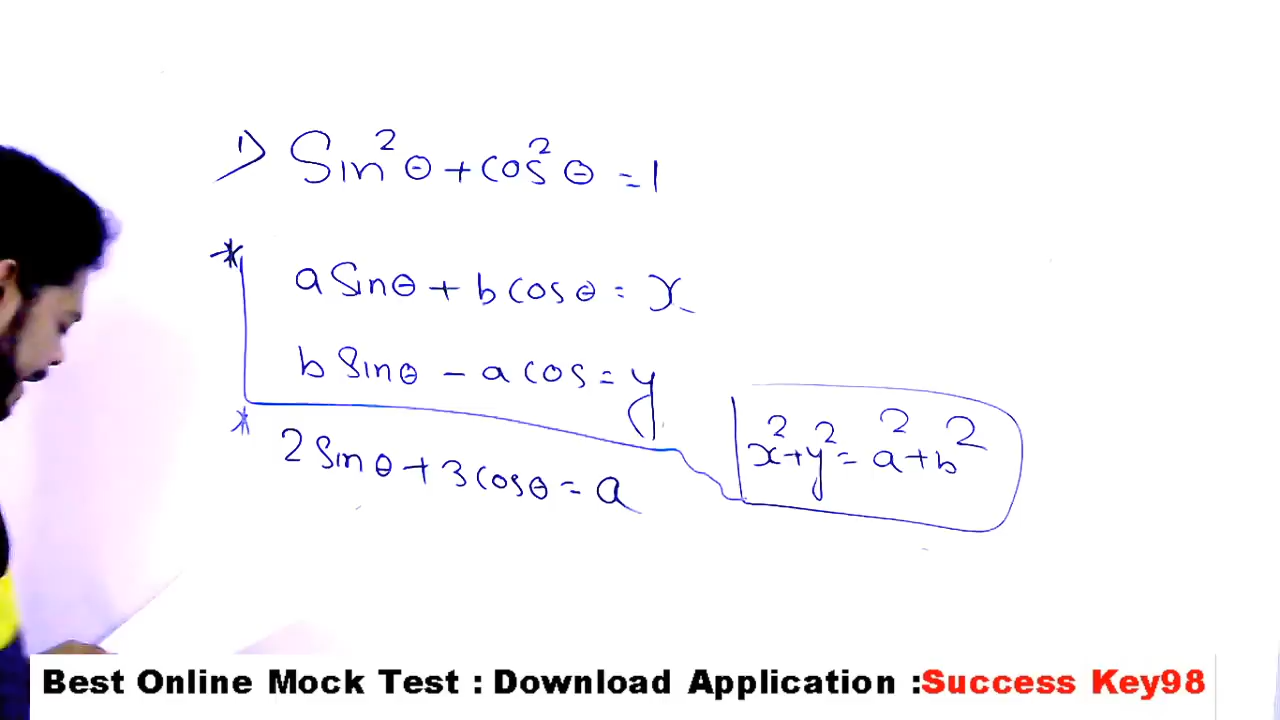 1) Sin²θ + cos²θ = 1
* a Sinθ + b cosθ = x
b Sinθ - a cos = y
x² + y² = a² + b²
* 2 Sinθ + 3 cosθ = a
Best Online Mock Test : Download Application :Success Key98